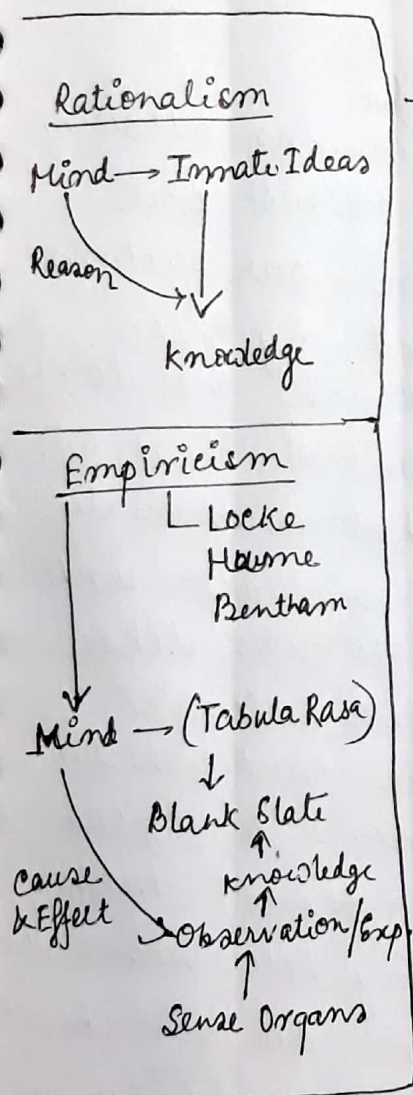 Rationalism
Mind → Innate Ideas
Reason
Knowledge
Empiricism
Locke
Houme
Bentham
Mind → (Tabula Rasa)
Blank Slate
Knowledge
Cause
& Effect
Observation/Exp
Sense Organs